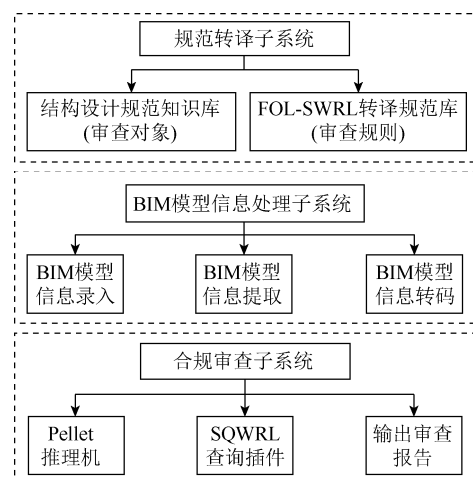 规范转译子系统
结构设计规范知识库
(审查对象)
FOL-SWRL转译规范库
(审查规则)
BIM模型信息处理子系统
BIM模型
信息录入
BIM模型
信息提取
BIM模型
信息转码
合规审查子系统
Pellet
推理机
SQWRL
查询插件
输出审查
报告